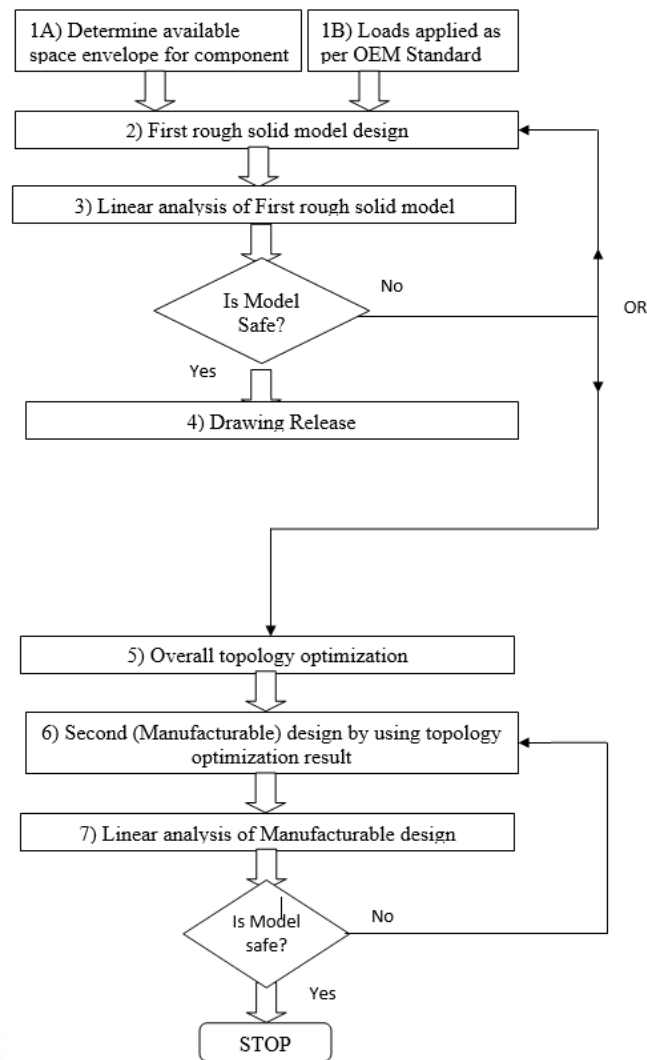 1A) Determine available
space envelope for component
1B) Loads applied as
per OEM Standard
2) First rough solid model design
3) Linear analysis of First rough solid model
Is Model
Safe?
No
OR
Yes
4) Drawing Release
5) Overall topology optimization
6) Second (Manufacturable) design by using topology
optimization result
7) Linear analysis of Manufacturable design
Is Model
safe?
No
Yes
STOP